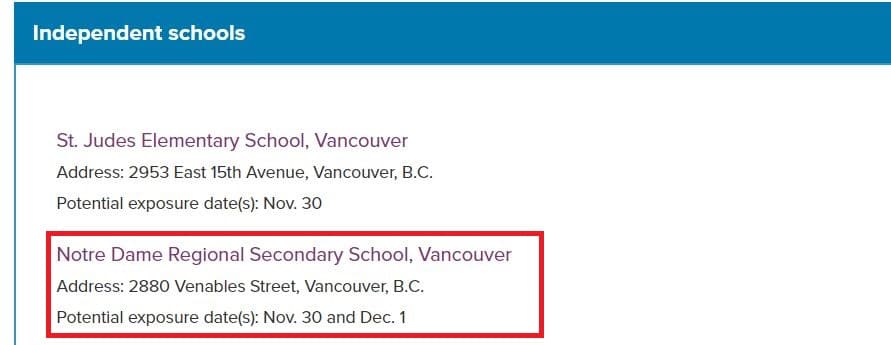 Independent schools
St. Judes Elementary School, Vancouver
Address: 2953 East 15th Avenue, Vancouver, B.C.
Potential exposure date(s): Nov. 30
Notre Dame Regional Secondary School, Vancouver
Address: 2880 Venables Street, Vancouver, B.C.
Potential exposure date(s): Nov. 30 and Dec. 1